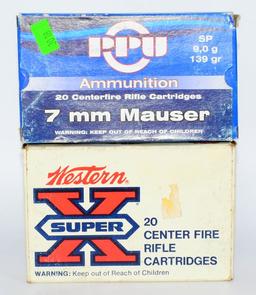 PPU
SP
9,0 g
139 gr
Ammunition
20 Centerfire Rifle Cartridges
7 mm Mauser
WARNING: KEEP OUT OF REACH OF CHILDREN
Western
SUPER X
20
CENTER FIRE
RIFLE
CARTRIDGES
WARNING: Keep out of Reach of Children